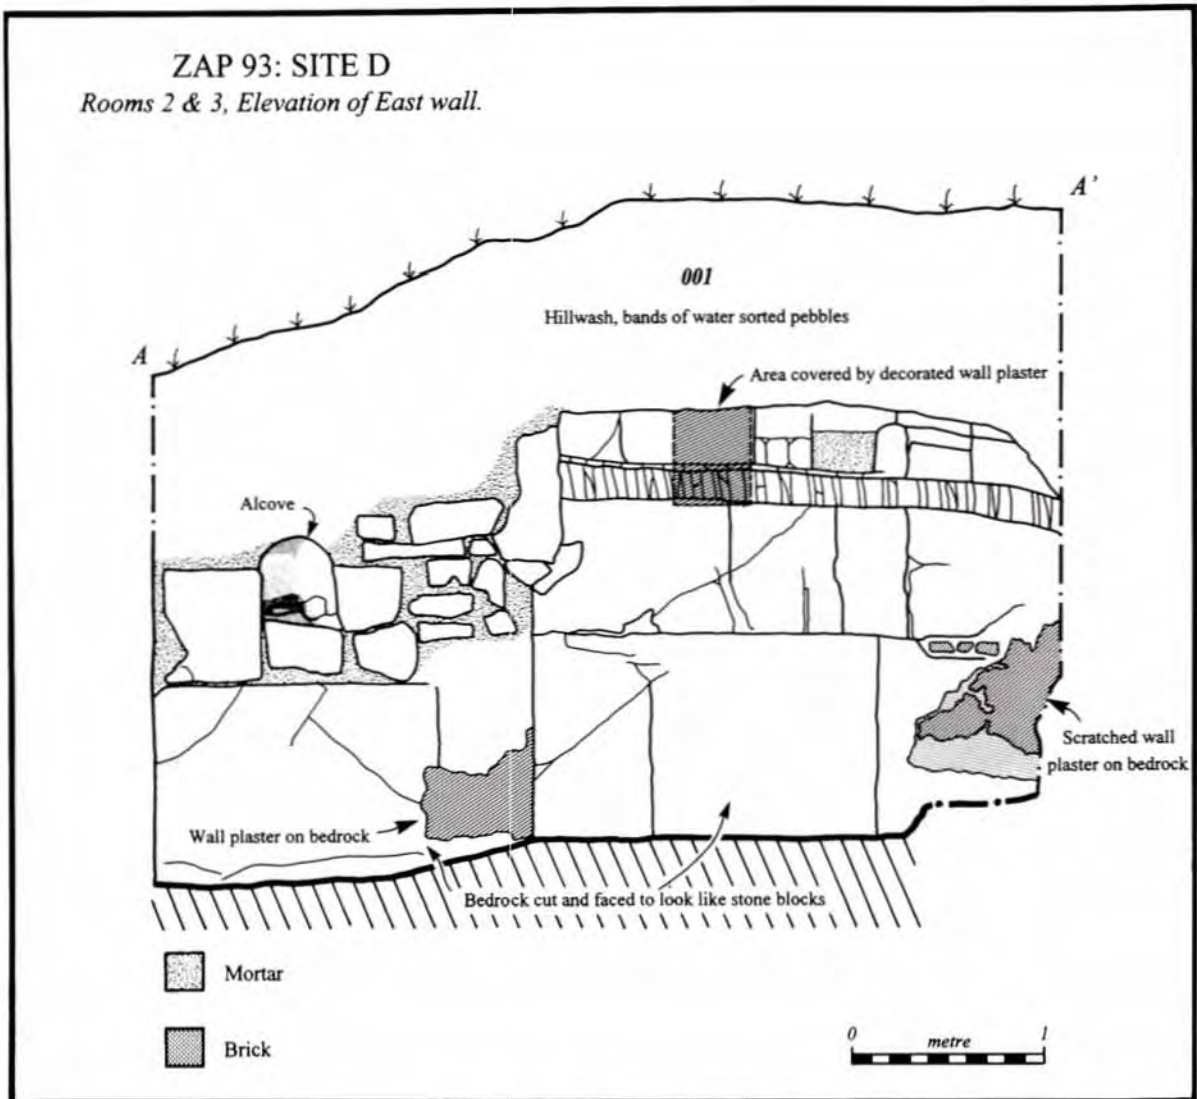 ZAP 93: SITE D
Rooms 2 & 3, Elevation of East wall.
A'
001
Hillwash, bands of water sorted pebbles
A
Area covered by decorated wall plaster
Alcove
Scratched wall
plaster on bedrock
Wall plaster on bedrock
Bedrock cut and faced to look like stone blocks
Mortar
Brick
0 metre 1